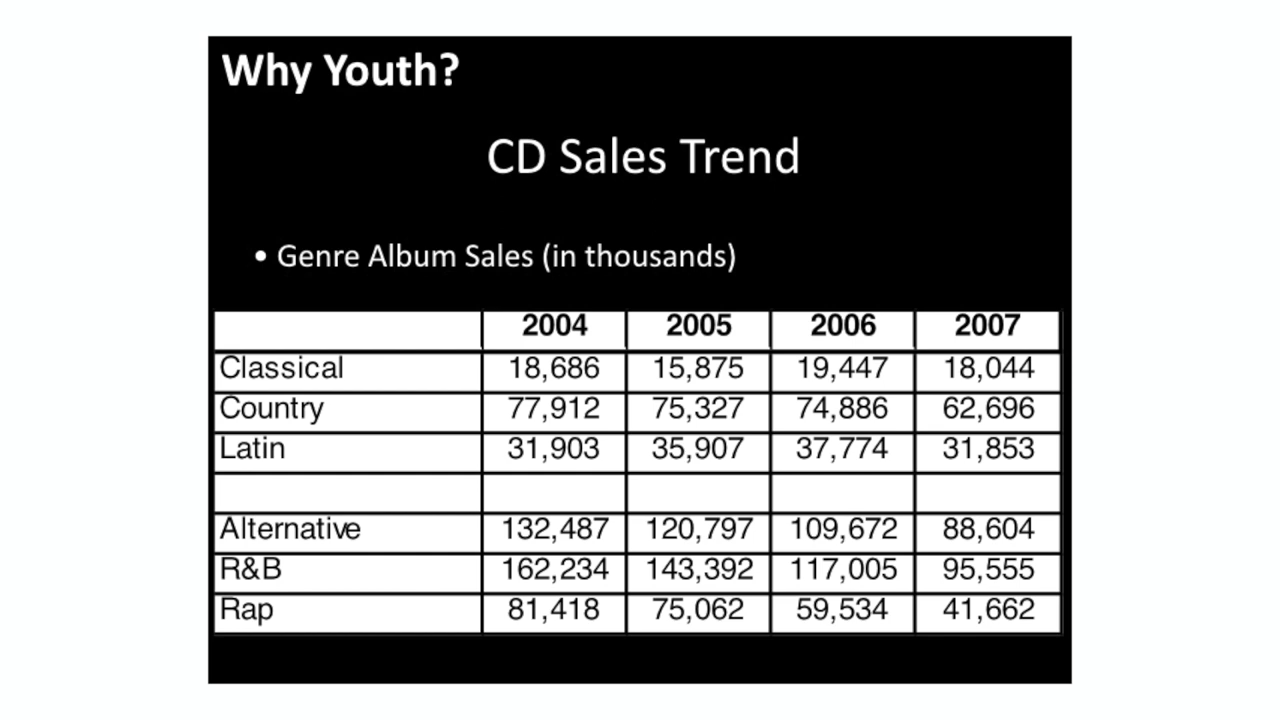 Why Youth?
CD Sales Trend
• Genre Album Sales (in thousands)
2004 2005 2006 2007
Classical 18,686 15,875 19,447 18,044
Country 77,912 75,327 74,886 62,696
Latin 31,903 35,907 37,774 31,853
Alternative 132,487 120,797 109,672 88,604
R&B 162,234 143,392 117,005 95,555
Rap 81,418 75,062 59,534 41,662